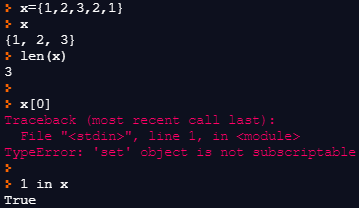 > x={1,2,3,2,1}
> x
{1, 2, 3}
> len(x)
3
>
> x[0]
Traceback (most recent call last):
  File "<stdin>", line 1, in <module>
TypeError: 'set' object is not subscriptable
>
> 1 in x
True